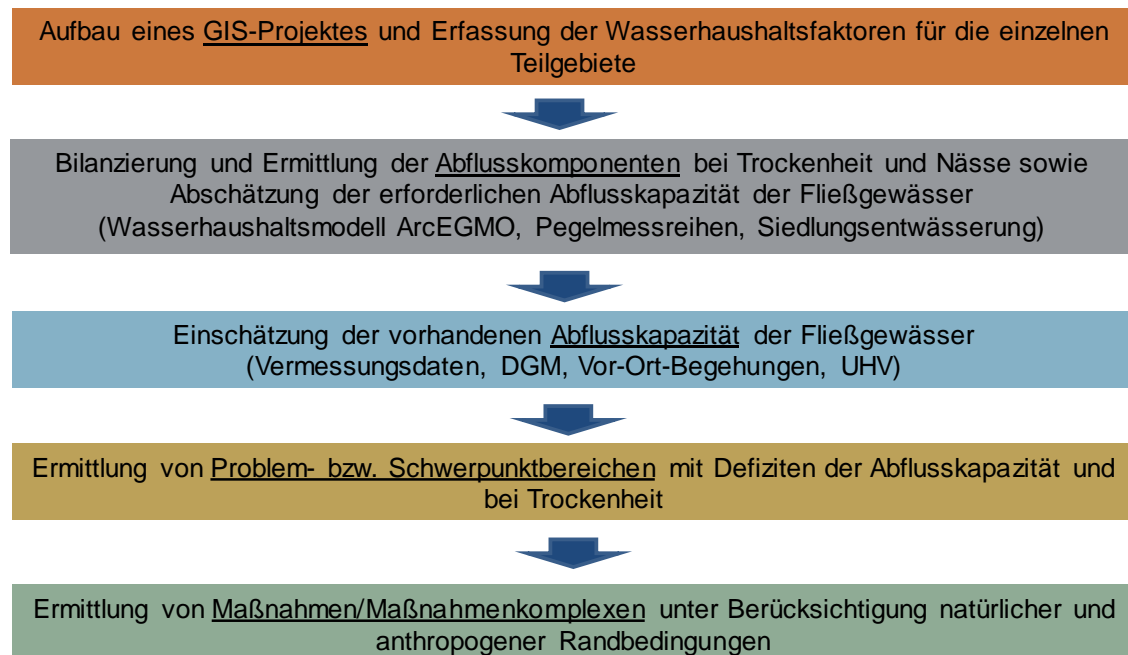 Aufbau eines GIS-Projektes und Erfassung der Wasserhaushaltsfaktoren für die einzelnen
Teilgebiete
Bilanzierung und Ermittlung der Abflusskomponenten bei Trockenheit und Nässe sowie
Abschätzung der erforderlichen Abflusskapazität der Fließgewässer
(Wasserhaushaltsmodell ArcEGMO, Pegelmessreihen, Siedlungsentwässerung)
Einschätzung der vorhandenen Abflusskapazität der Fließgewässer
(Vermessungsdaten, DGM, Vor-Ort-Begehungen, UHV)
Ermittlung von Problem- bzw. Schwerpunktbereichen mit Defiziten der Abflusskapazität und
bei Trockenheit
Ermittlung von Maßnahmen/Maßnahmenkomplexen unter Berücksichtigung natürlicher und
anthropogener Randbedingungen